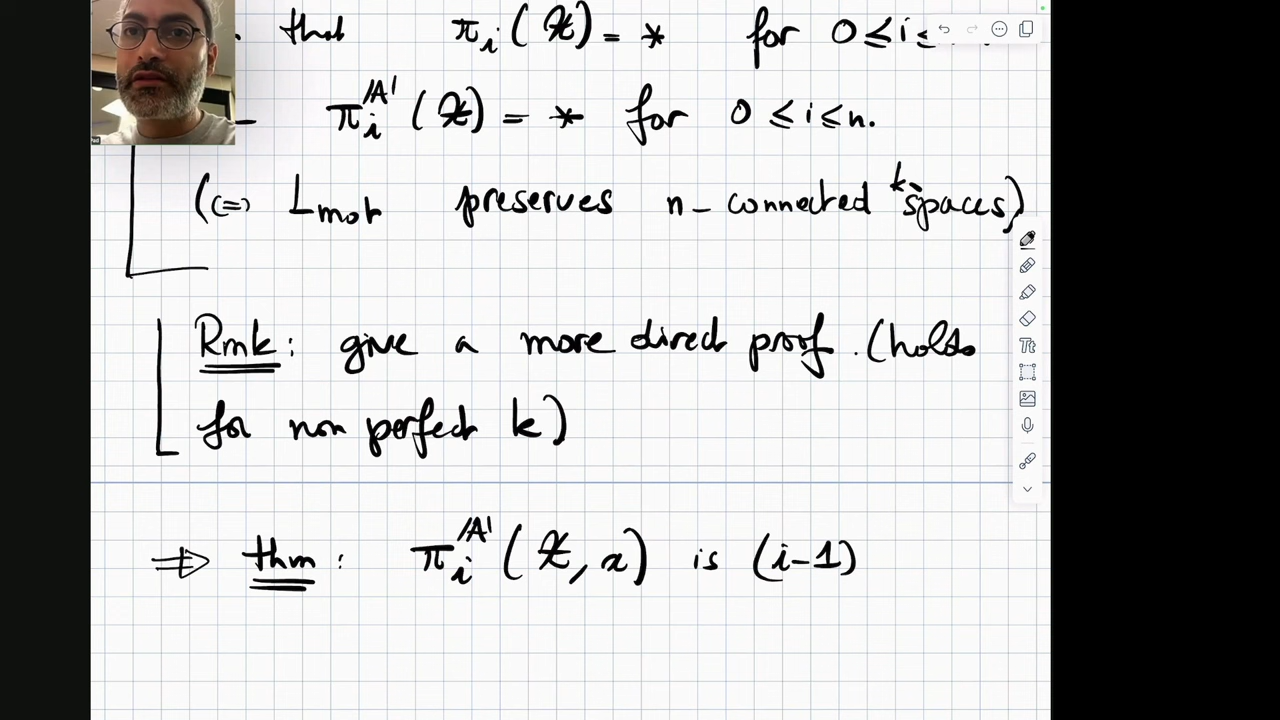 that π_i(𝒳) = * for 0 ≤ i ≤
π_i^{𝔸¹}(𝒳) = * for 0 ≤ i ≤ n.
(⇔ L_mot preserves n-connected k-spaces)
Rmk: give a more direct proof. (holds
for non perfect k)
⇒ thm: π_i^{𝔸¹}(𝒳, x) is (i-1)